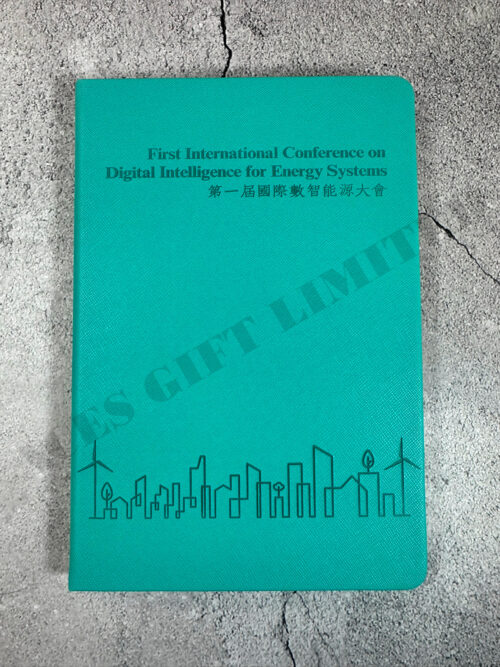 First International Conference on
Digital Intelligence for Energy Systems
第一屆國際數智能源大會
YES GIFT LIMIT